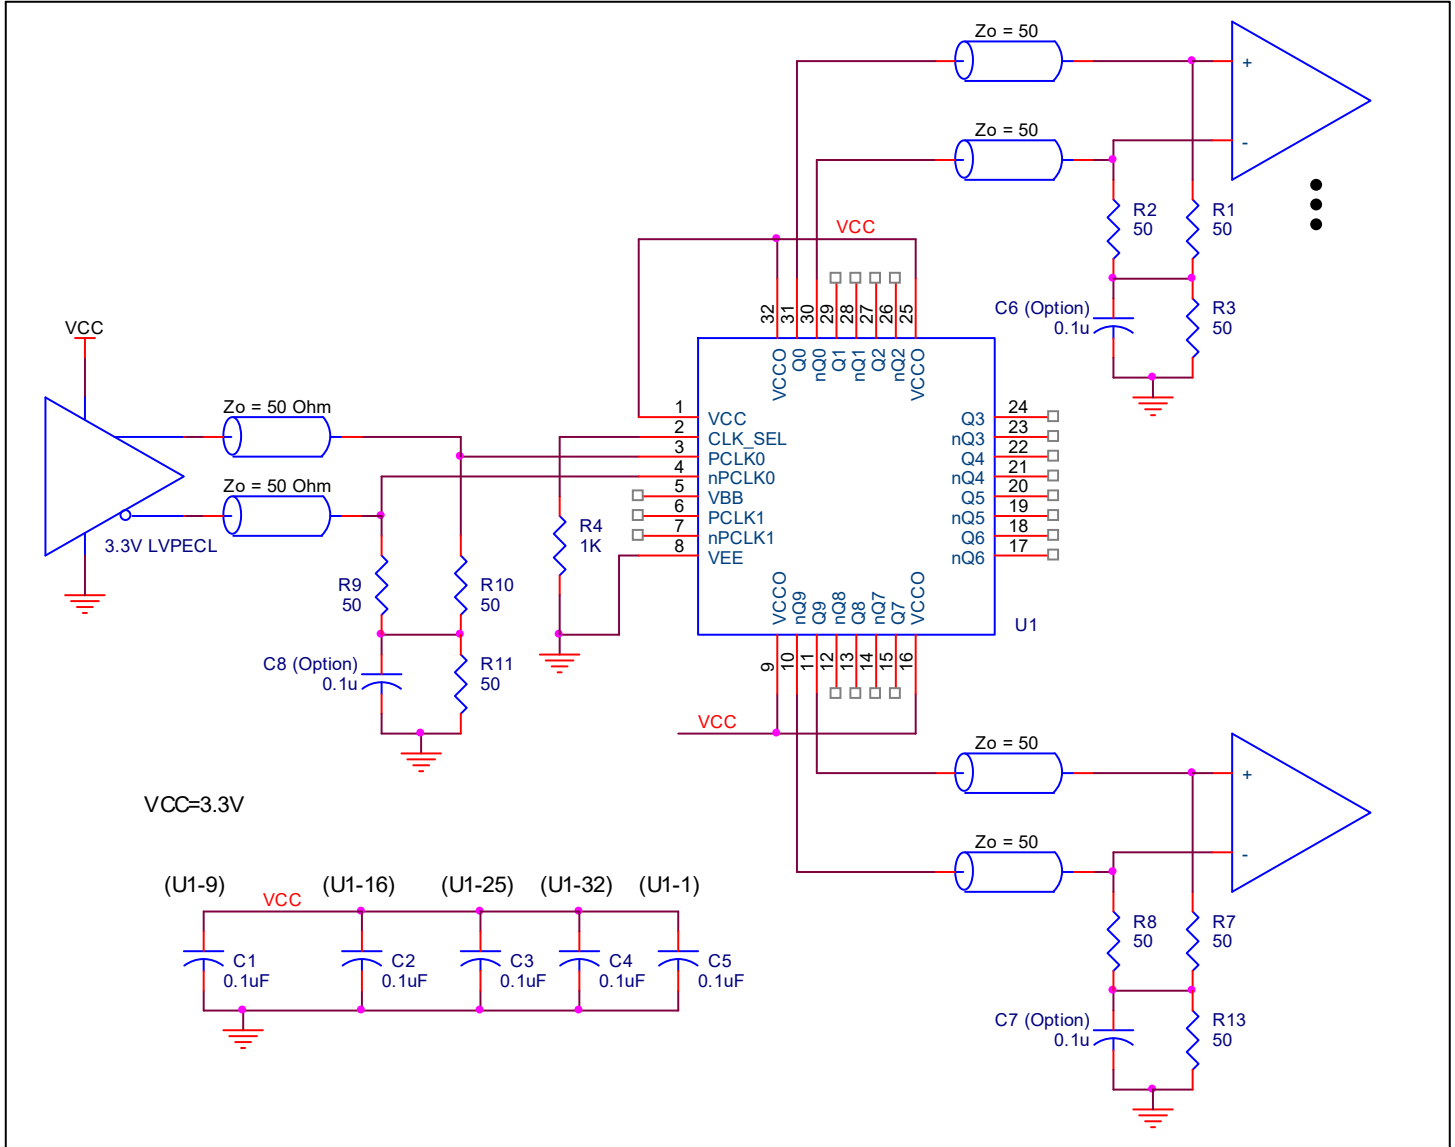 Zo = 50
+
Zo = 50
-
R2
50
R1
50
VCC
C6 (Option)
0.1u
R3
50
32
31
30
29
28
27
26
25
VCCO
Q0
nQ0
Q1
nQ1
Q2
nQ2
VCCO
VCC
Zo = 50 Ohm
Zo = 50 Ohm
3.3V LVPECL
1 VCC
2 CLK_SEL
3 PCLK0
4 nPCLK0
5 VBB
6 PCLK1
7 nPCLK1
8 VEE
Q3 24
nQ3 23
Q4 22
nQ4 21
Q5 20
nQ5 19
Q6 18
nQ6 17
R4
1K
R9
50
R10
50
C8 (Option)
0.1u
R11
50
VCCO
nQ9
Q9
nQ8
Q8
nQ7
Q7
VCCO
U1
9
10
11
12
13
14
15
16
VCC
Zo = 50
+
Zo = 50
-
R8
50
R7
50
C7 (Option)
0.1u
R13
50
VCC=3.3V
(U1-9) (U1-16) (U1-25) (U1-32) (U1-1)
VCC
C1
0.1uF
C2
0.1uF
C3
0.1uF
C4
0.1uF
C5
0.1uF